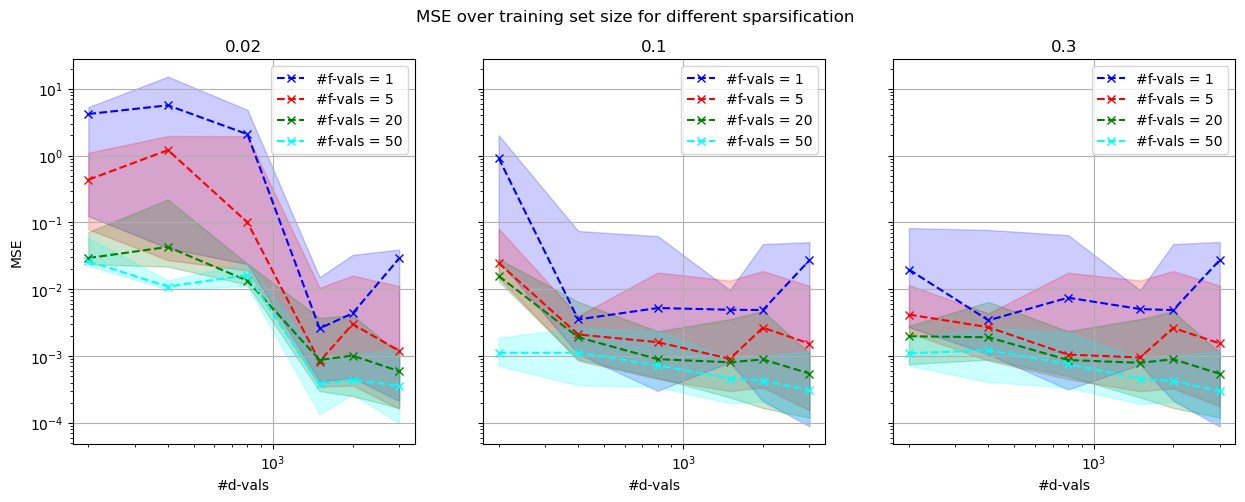 MSE over training set size for different sparsification
0.02
0.1
0.3
#f-vals = 1
#f-vals = 5
#f-vals = 20
#f-vals = 50
#f-vals = 1
#f-vals = 5
#f-vals = 20
#f-vals = 50
#f-vals = 1
#f-vals = 5
#f-vals = 20
#f-vals = 50
MSE
10¹
10⁰
10⁻¹
10⁻²
10⁻³
10⁻⁴
10³
10³
10³
#d-vals
#d-vals
#d-vals